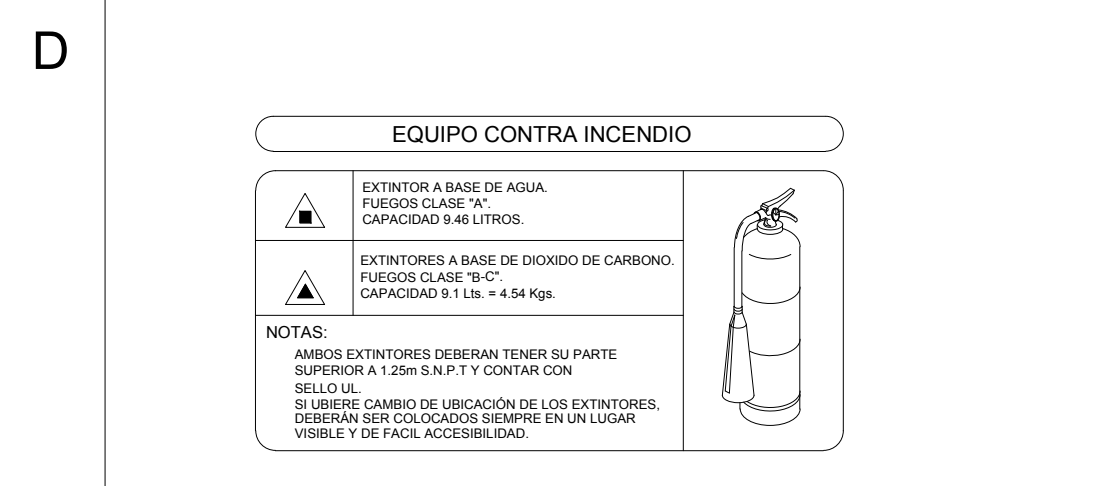 D
EQUIPO CONTRA INCENDIO
EXTINTOR A BASE DE AGUA.
FUEGOS CLASE "A".
CAPACIDAD 9.46 LITROS.
EXTINTORES A BASE DE DIOXIDO DE CARBONO.
FUEGOS CLASE "B-C".
CAPACIDAD 9.1 Lts. = 4.54 Kgs.
NOTAS:
AMBOS EXTINTORES DEBERAN TENER SU PARTE
SUPERIOR A 1.25m S.N.P.T Y CONTAR CON
SELLO UL.
SI UBIERE CAMBIO DE UBICACIÓN DE LOS EXTINTORES,
DEBERÁN SER COLOCADOS SIEMPRE EN UN LUGAR
VISIBLE Y DE FACIL ACCESIBILIDAD.